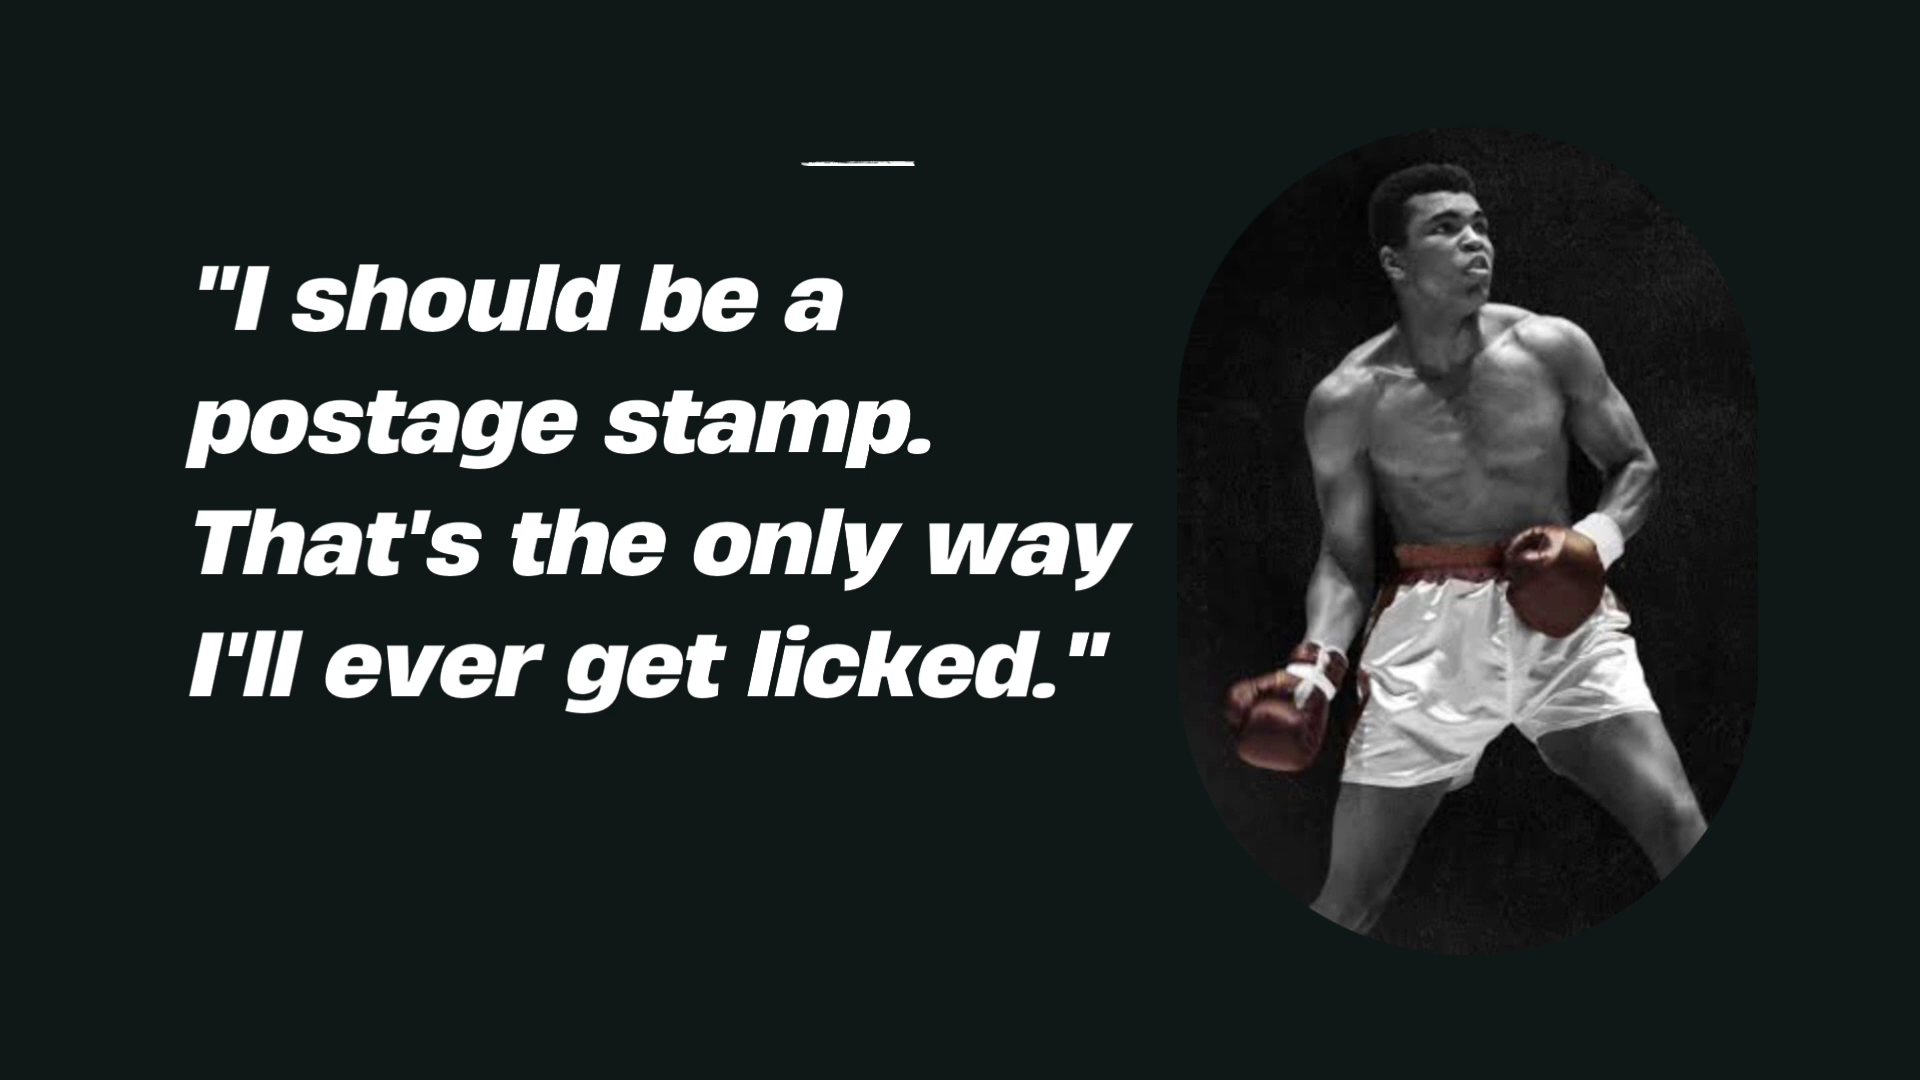 "I should be a
postage stamp.
That's the only way
I'll ever get licked."